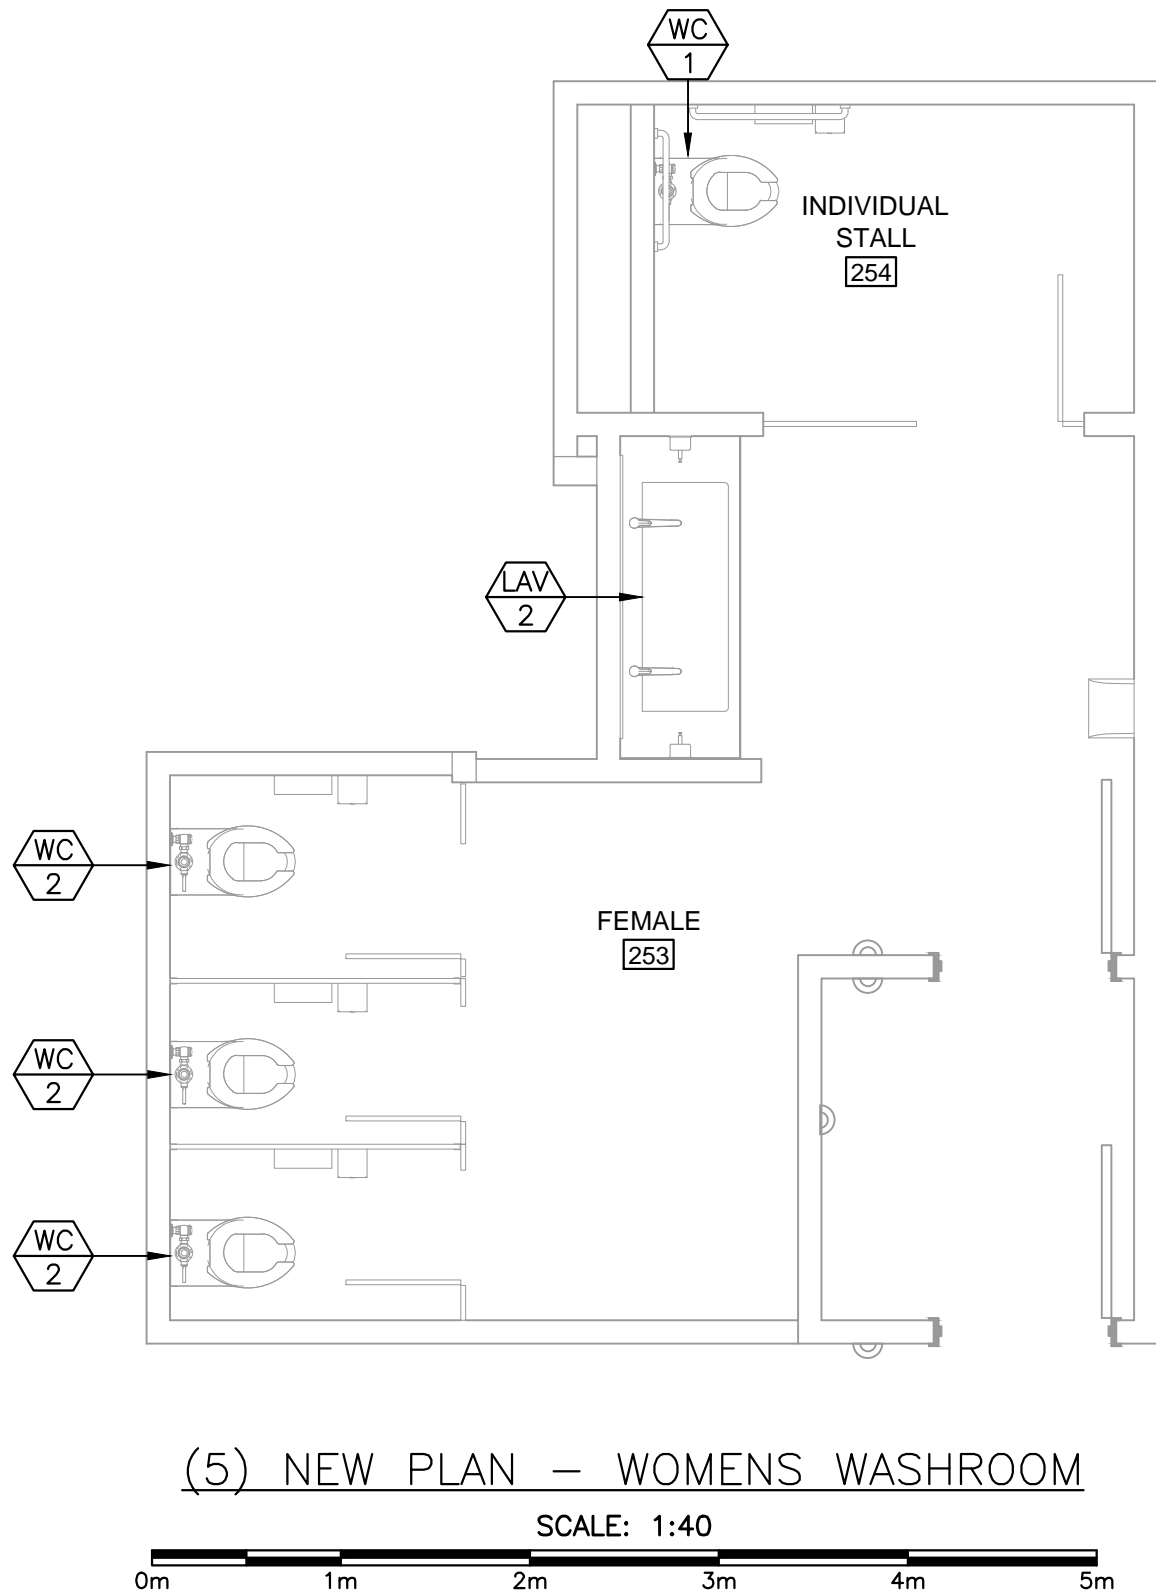 WC
1
INDIVIDUAL
STALL
254
LAV
2
WC
2
FEMALE
253
WC
2
WC
2
(5) NEW PLAN – WOMENS WASHROOM
SCALE: 1:40
0m 1m 2m 3m 4m 5m